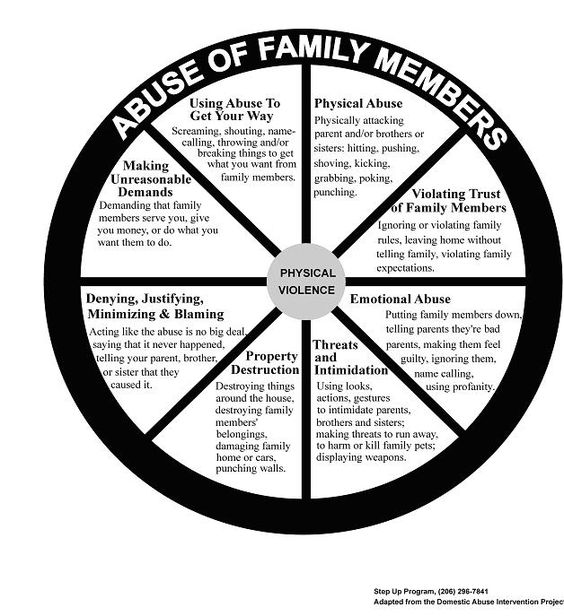 ABUSE OF FAMILY MEMBERS
Using Abuse To
Get Your Way
Screaming, shouting, name-
calling, throwing and/or
breaking things to get
what you want from
family members.
Physical Abuse
Physically attacking
parent and/or brothers or
sisters: hitting, pushing,
shoving, kicking,
grabbing, poking,
punching.
Making
Unreasonable
Demands
Demanding that family
members serve you, give
you money, or do what you
want them to do.
Violating Trust
of Family Members
Ignoring or violating family
rules, leaving home without
telling family, violating family
expectations.
PHYSICAL
VIOLENCE
Denying, Justifying,
Minimizing & Blaming
Acting like the abuse is no big deal,
saying that it never happened,
telling your parent, brother,
or sister that they
caused it.
Emotional Abuse
Putting family members down,
telling parents they're bad
parents, making them feel
guilty, ignoring them,
name calling,
using profanity.
Property
Destruction
Destroying things
around the house,
destroying family
members'
belongings,
damaging family
home or cars,
punching walls.
Threats
and
Intimidation
Using looks,
actions, gestures
to intimidate parents,
brothers and sisters;
making threats to run away,
to harm or kill family pets;
displaying weapons.
Step Up Program, (206) 296-7841
Adapted from the Domestic Abuse Intervention Projec